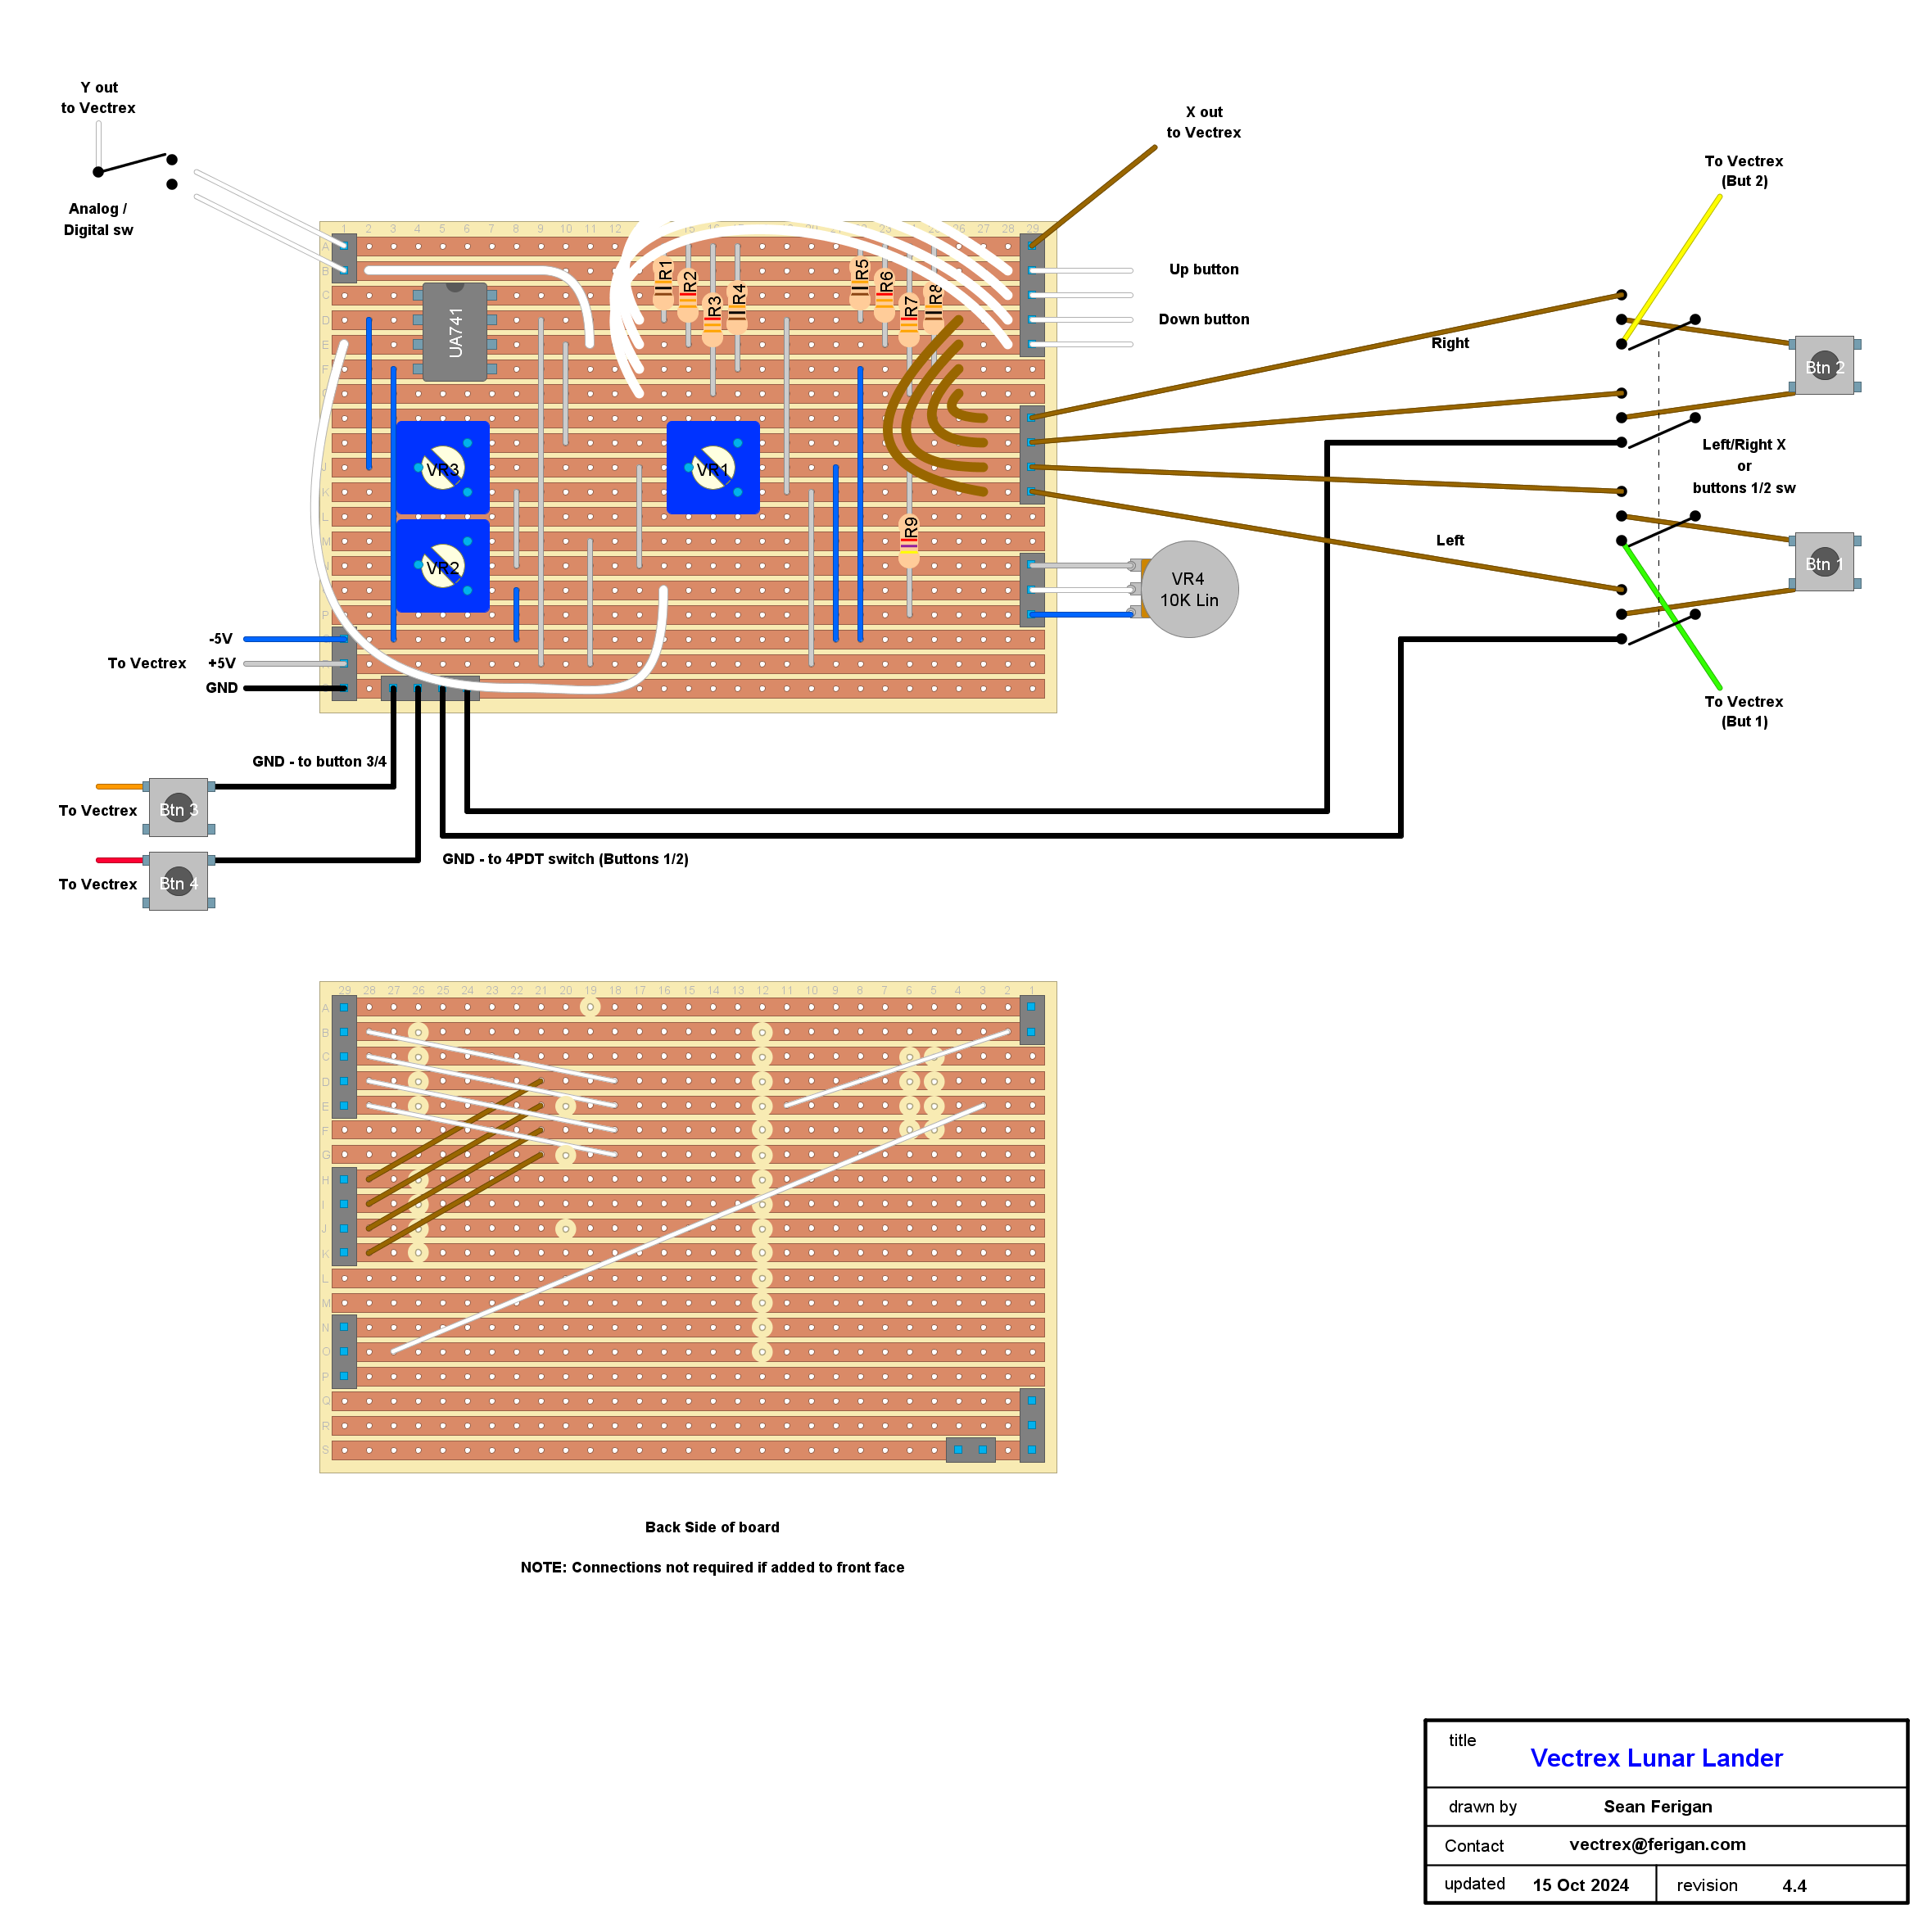 Y out
to Vectrex
X out
to Vectrex
To Vectrex
(But 2)
Analog /
Digital sw
1 2 3 4 5 6 7 8 9 10 11 12 15 23 26 27 28 29
A
B
C
D
E
F
J
K
L
M
P
UA741
R1
R2
R3
R4
R5
R6
R7
R8
R9
VR3
VR1
VR2
Up button
Down button
Right
Btn 2
Left/Right X
or
buttons 1/2 sw
Left
Btn 1
VR4
10K Lin
-5V
To Vectrex
+5V
GND
To Vectrex
(But 1)
GND - to button 3/4
Btn 3
To Vectrex
GND - to 4PDT switch (Buttons 1/2)
Btn 4
To Vectrex
29 28 27 26 25 24 23 22 21 20 19 18 17 16 15 14 13 12 11 10 9 8 7 6 5 4 3 2 1
A
B
C
D
E
F
G
H
I
J
K
L
M
N
O
P
Q
R
S
Back Side of board
NOTE: Connections not required if added to front face
title
Vectrex Lunar Lander
drawn by Sean Ferigan
Contact vectrex@ferigan.com
updated 15 Oct 2024 revision 4.4